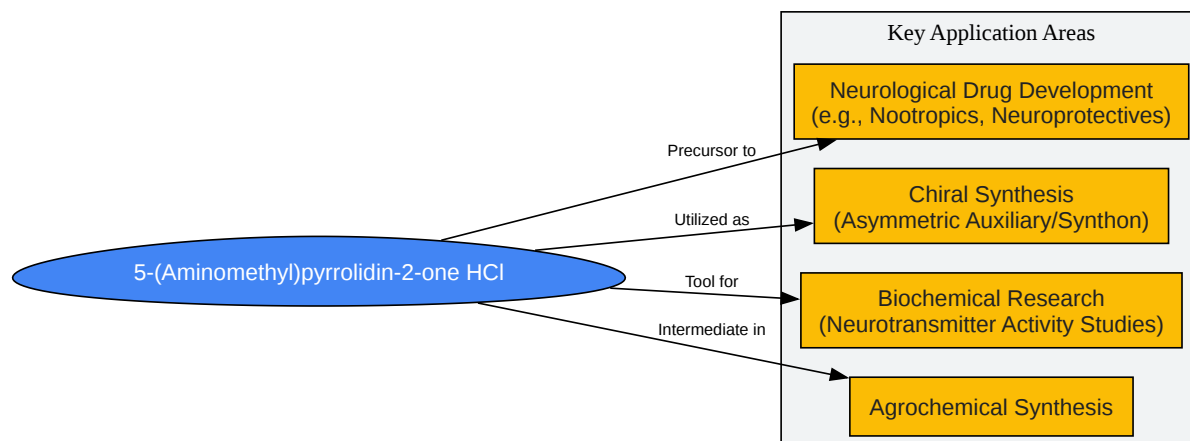 Key Application Areas
Neurological Drug Development
(e.g., Nootropics, Neuroprotectives)
Precursor to
Chiral Synthesis
(Asymmetric Auxiliary/Synthon)
Utilized as
5-(Aminomethyl)pyrrolidin-2-one HCl
Tool for
Biochemical Research
(Neurotransmitter Activity Studies)
Intermediate in
Agrochemical Synthesis